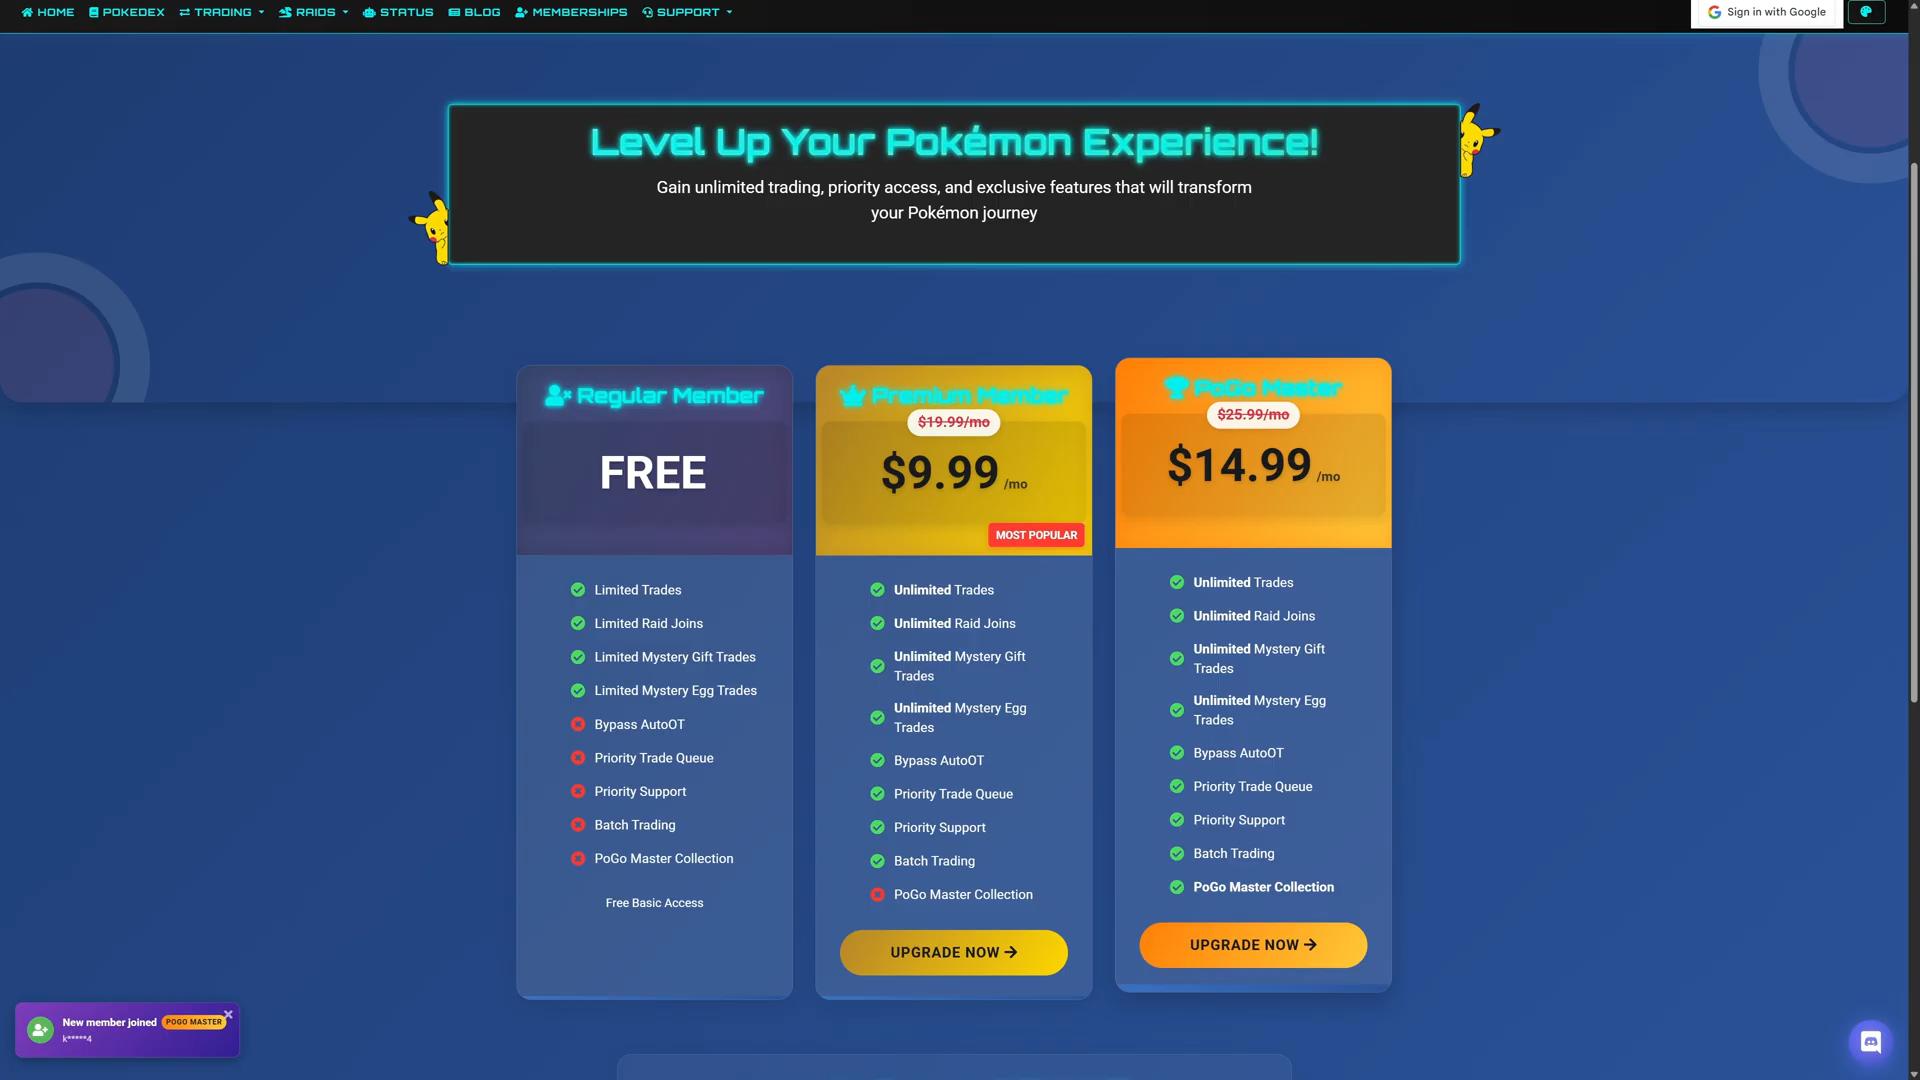 HOME POKEDEX TRADING RAIDS STATUS BLOG MEMBERSHIPS SUPPORT
Sign in with Google
Level Up Your Pokémon Experience!
Gain unlimited trading, priority access, and exclusive features that will transform
your Pokémon journey
Regular Member
FREE
Limited Trades
Limited Raid Joins
Limited Mystery Gift Trades
Limited Mystery Egg Trades
Bypass AutoOT
Priority Trade Queue
Priority Support
Batch Trading
PoGo Master Collection
Free Basic Access
Premium Member
$19.99/mo
$9.99 /mo
MOST POPULAR
Unlimited Trades
Unlimited Raid Joins
Unlimited Mystery Gift
Trades
Unlimited Mystery Egg
Trades
Bypass AutoOT
Priority Trade Queue
Priority Support
Batch Trading
PoGo Master Collection
UPGRADE NOW
PoGo Master
$25.99/mo
$14.99 /mo
Unlimited Trades
Unlimited Raid Joins
Unlimited Mystery Gift
Trades
Unlimited Mystery Egg
Trades
Bypass AutoOT
Priority Trade Queue
Priority Support
Batch Trading
PoGo Master Collection
UPGRADE NOW
New member joined POGO MASTER
k*****4